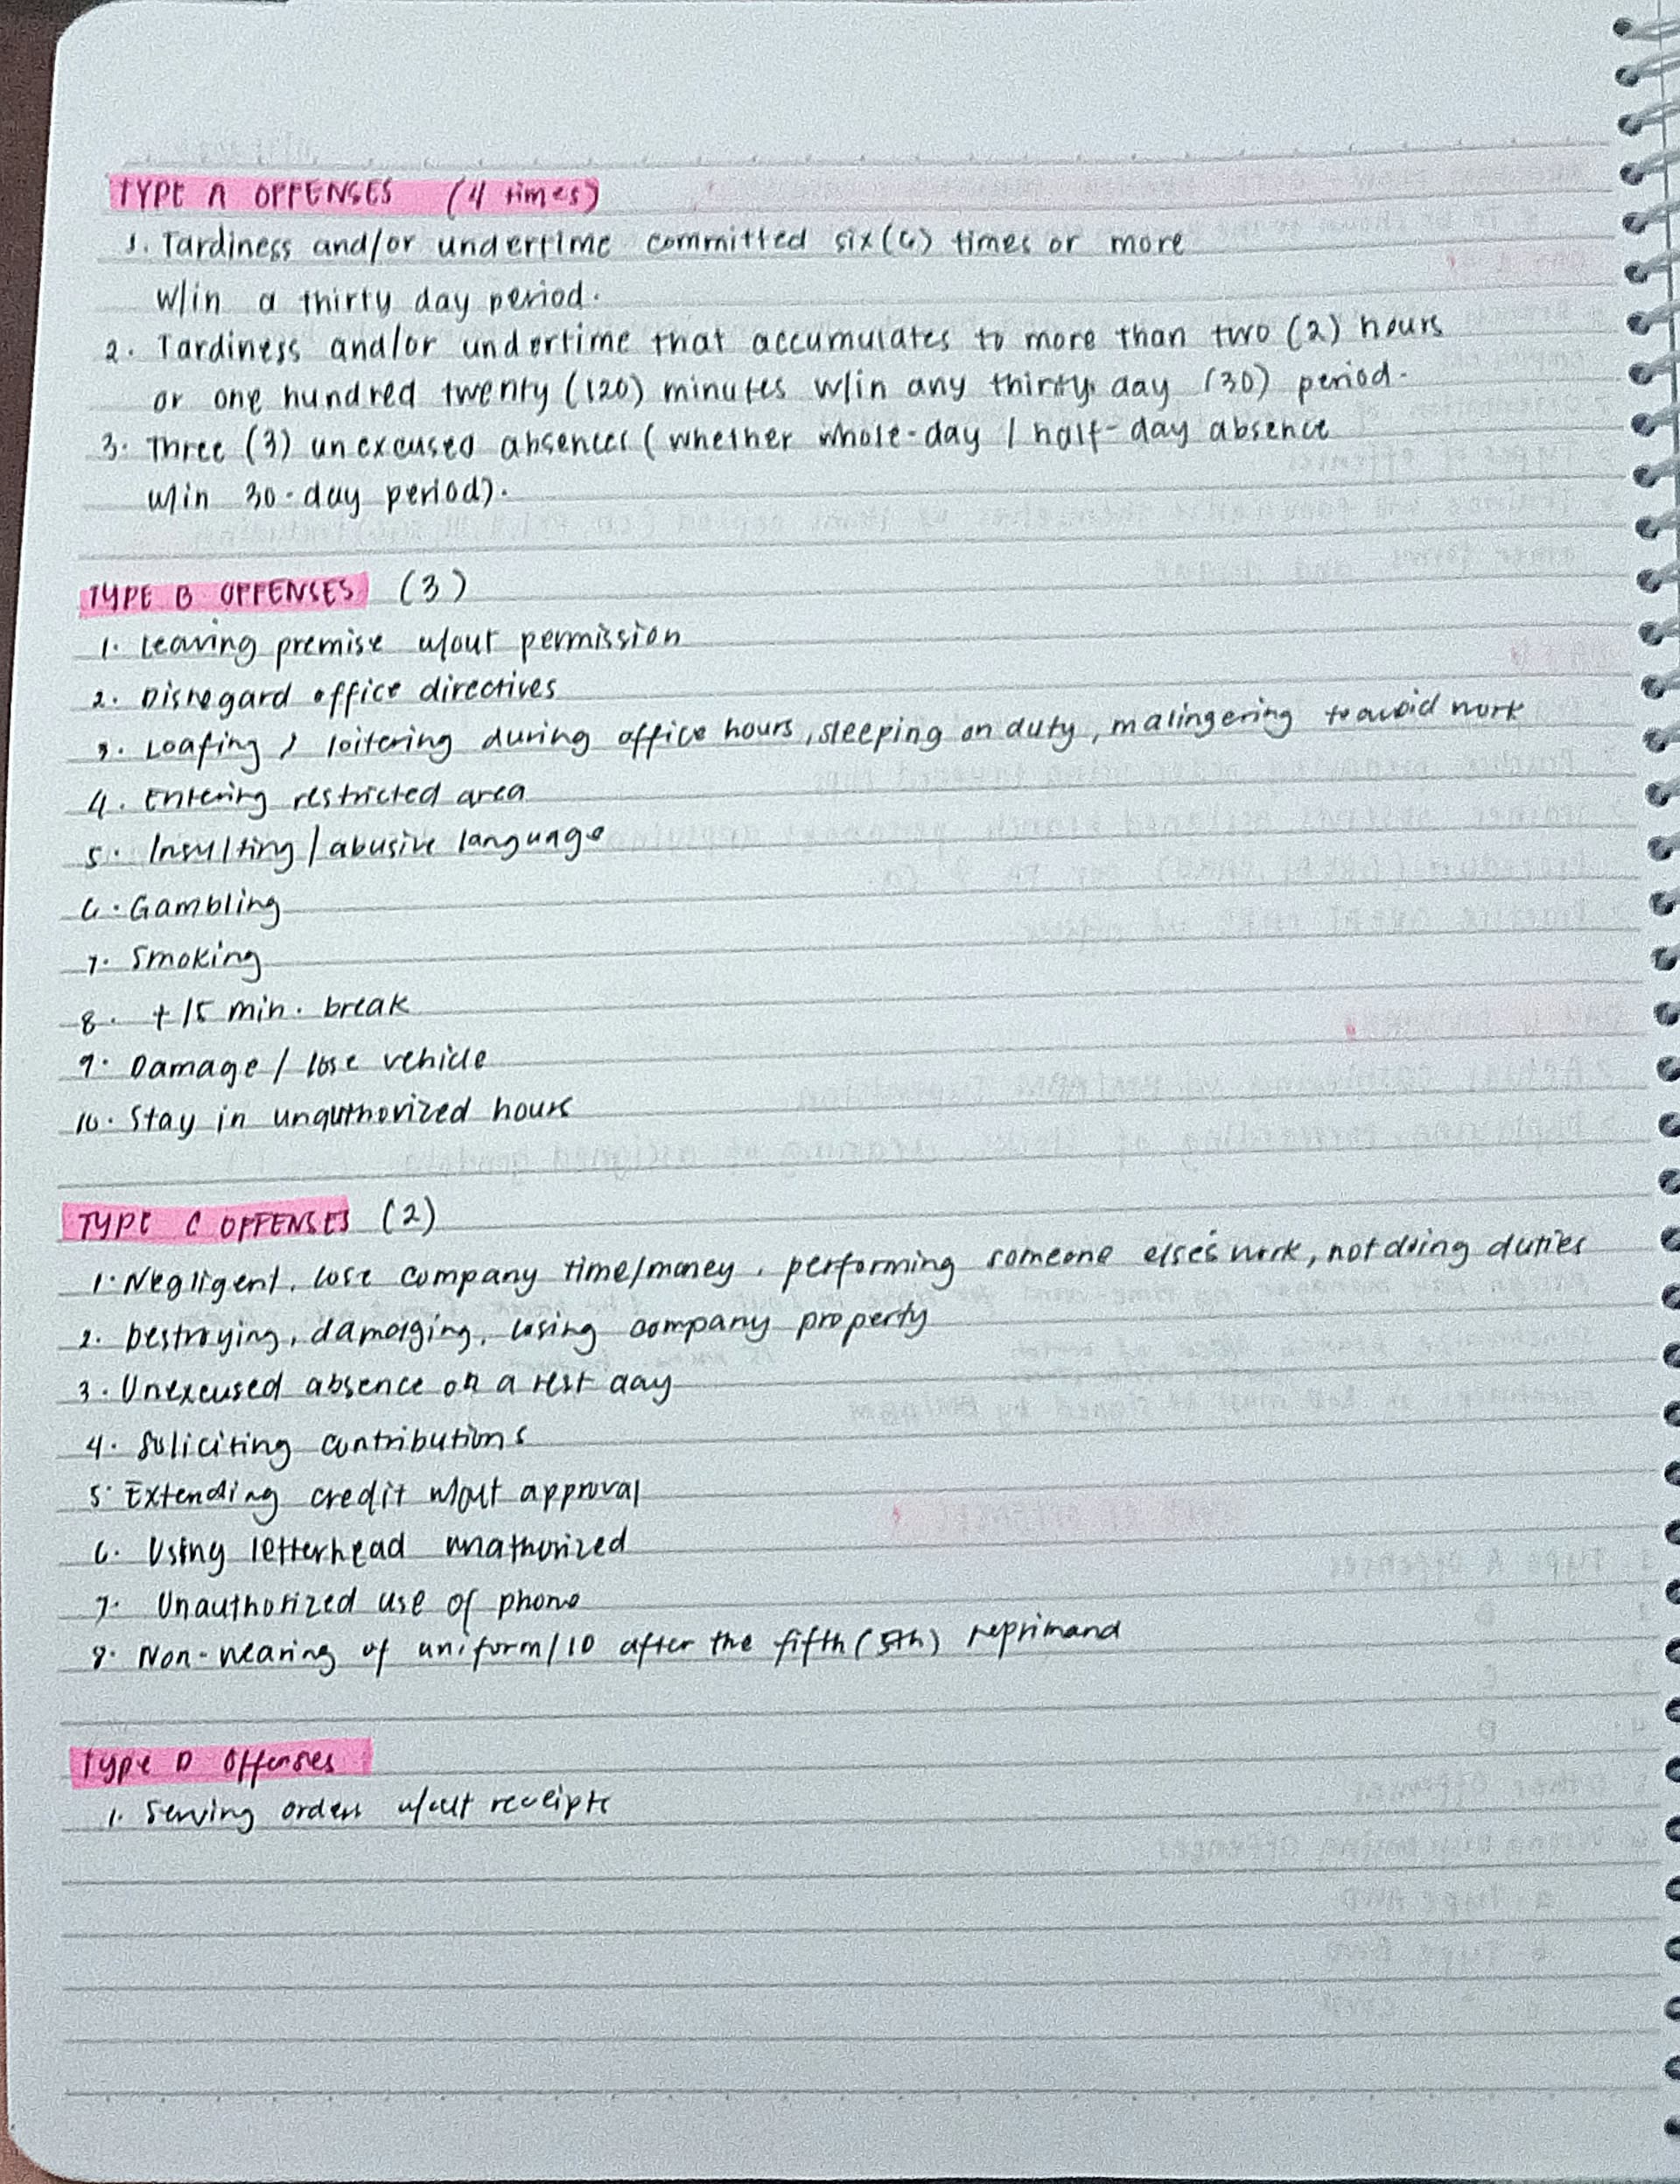 TYPE A OFFENSES (4 times)
1. Tardiness and/or undertime committed six (6) times or more
w/in a thirty day period.
2. Tardiness and/or undertime that accumulates to more than two (2) hours
or one hundred twenty (120) minutes w/in any thirty day (30) period.
3. Three (3) unexcused absences (whether whole-day / half-day absence
w/in 30-day period).
TYPE B OFFENSES (3)
1. Leaving premise w/out permission
2. Disregard office directives
3. Loafing & loitering during office hours, sleeping on duty, malingering to avoid work
4. Entering restricted area
5. Insulting / abusive language
6. Gambling
7. Smoking
8. +15 min. break
9. Damage / lose vehicle
10. Stay in unauthorized hours
TYPE C OFFENSES (2)
1. Negligent, lose company time/money, performing someone else's work, not doing duties
2. Destroying, damaging, losing company property
3. Unexcused absence on a rest day
4. Soliciting contributions
5. Extending credit w/out approval
6. Using letterhead unathorized
7. Unauthorized use of phone
8. Non-wearing of uniform/ID after the fifth (5th) reprimand
Type D Offenses
1. Serving orders w/out receipts